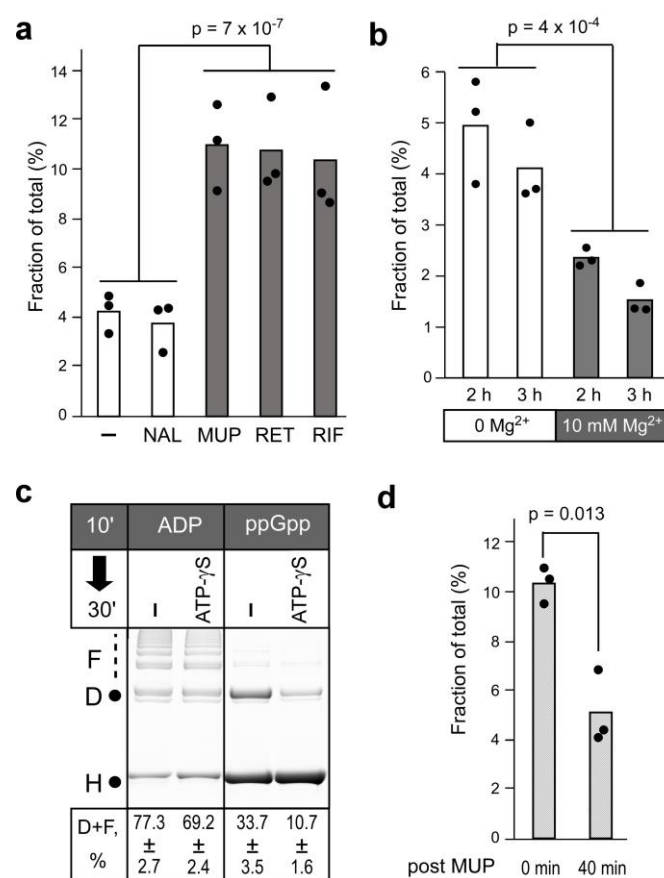 a
p = 7 x 10-7
Fraction of total (%)
14
12
10
8
6
4
2
0
– NAL MUP RET RIF
b
p = 4 x 10-4
Fraction of total (%)
6
5
4
3
2
1
0
2 h 3 h 2 h 3 h
0 Mg2+ 10 mM Mg2+
c
10' ADP ppGpp
30' – ATP-γS – ATP-γS
F
D
H
D+F, % 77.3 ± 2.7 69.2 ± 2.4 33.7 ± 3.5 10.7 ± 1.6
d
p = 0.013
Fraction of total (%)
12
10
8
6
4
2
0
post MUP 0 min 40 min